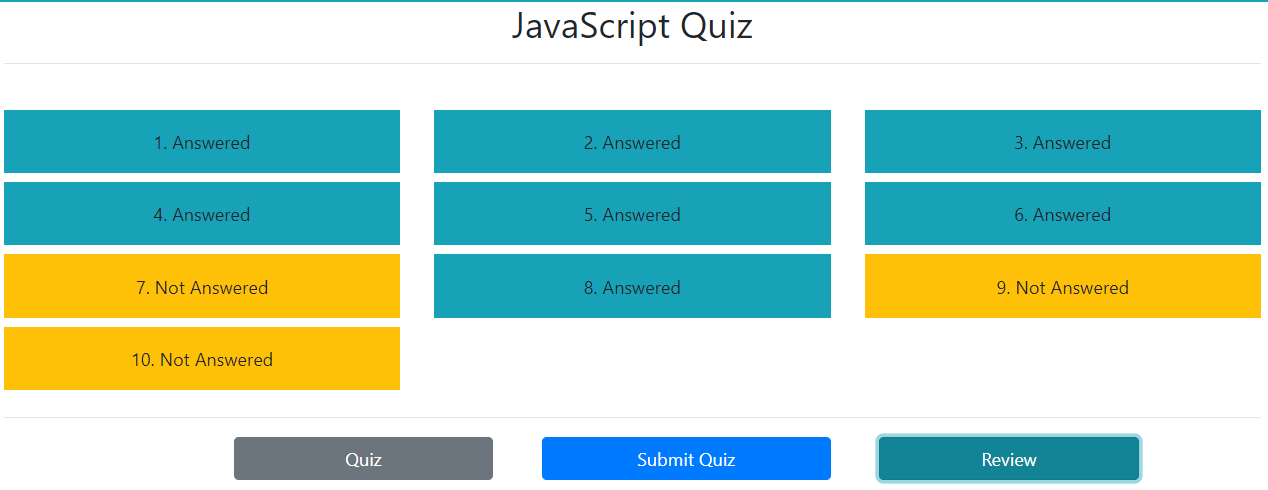 JavaScript Quiz
1. Answered
2. Answered
3. Answered
4. Answered
5. Answered
6. Answered
7. Not Answered
8. Answered
9. Not Answered
10. Not Answered
Quiz
Submit Quiz
Review